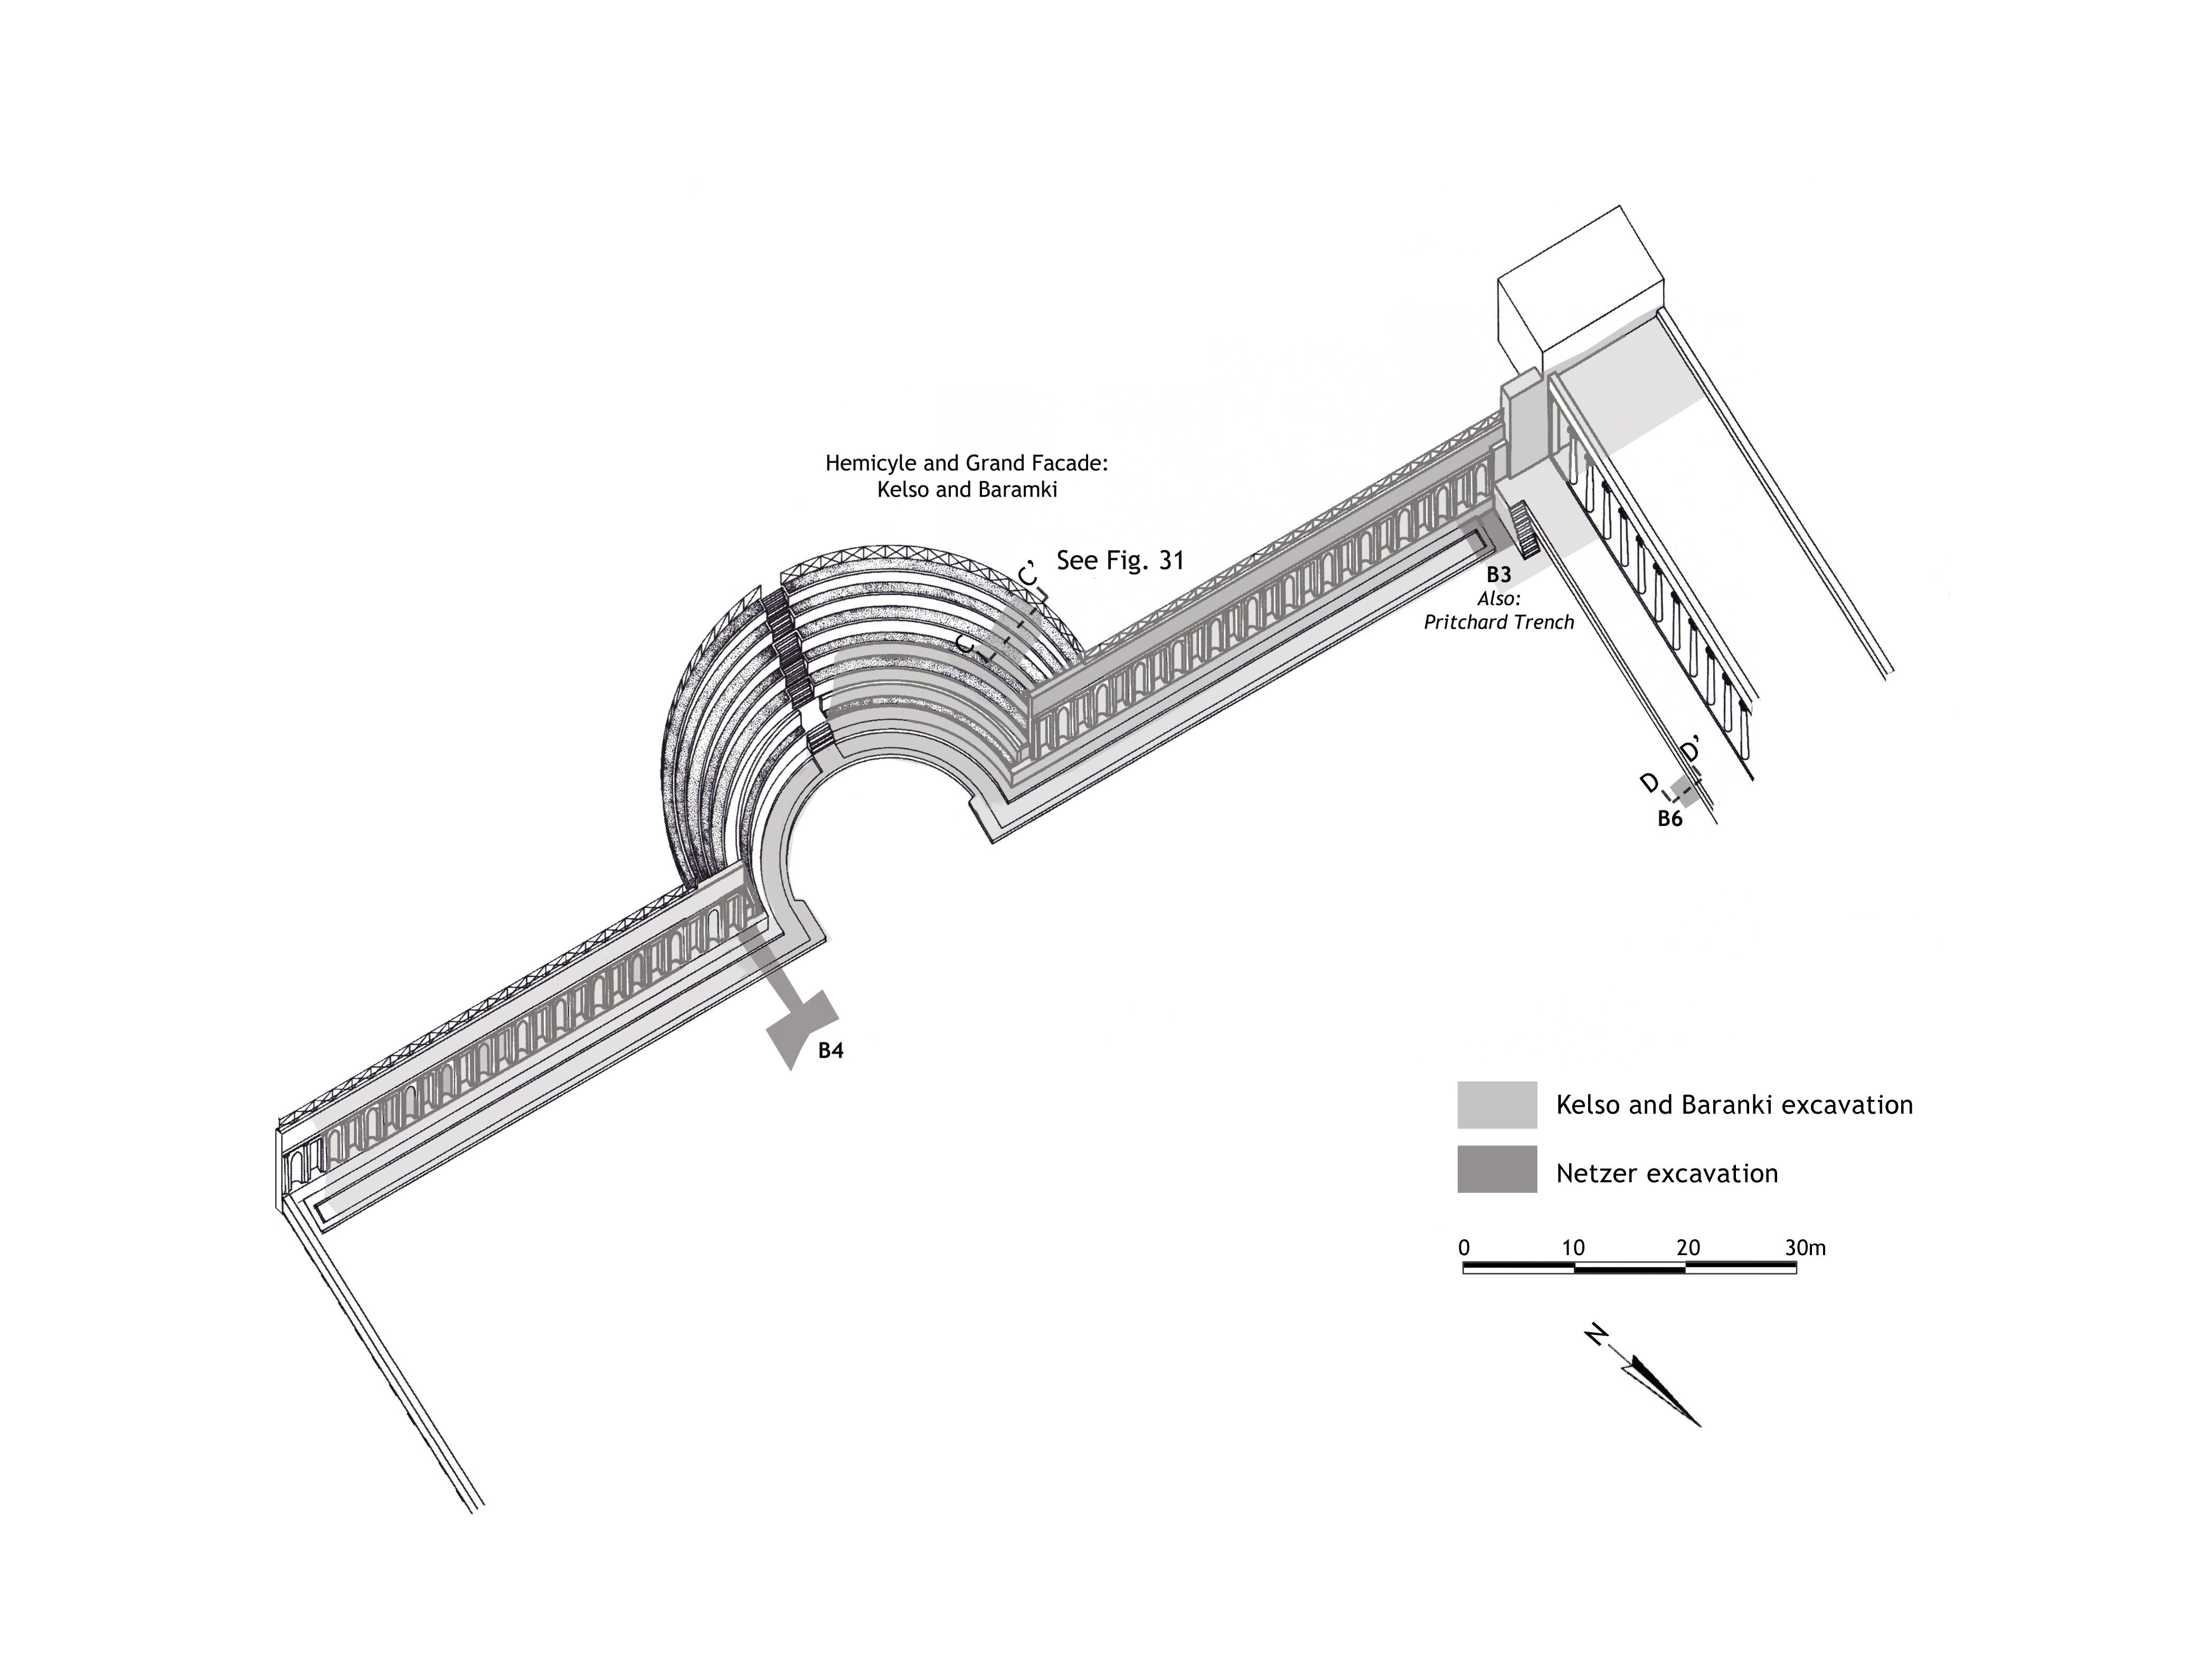 Hemicyle and Grand Facade:
Kelso and Baramki
C'
See Fig. 31
C
B3
Also:
Pritchard Trench
D'
D
B6
B4
Kelso and Baranki excavation
Netzer excavation
0 10 20 30m
N